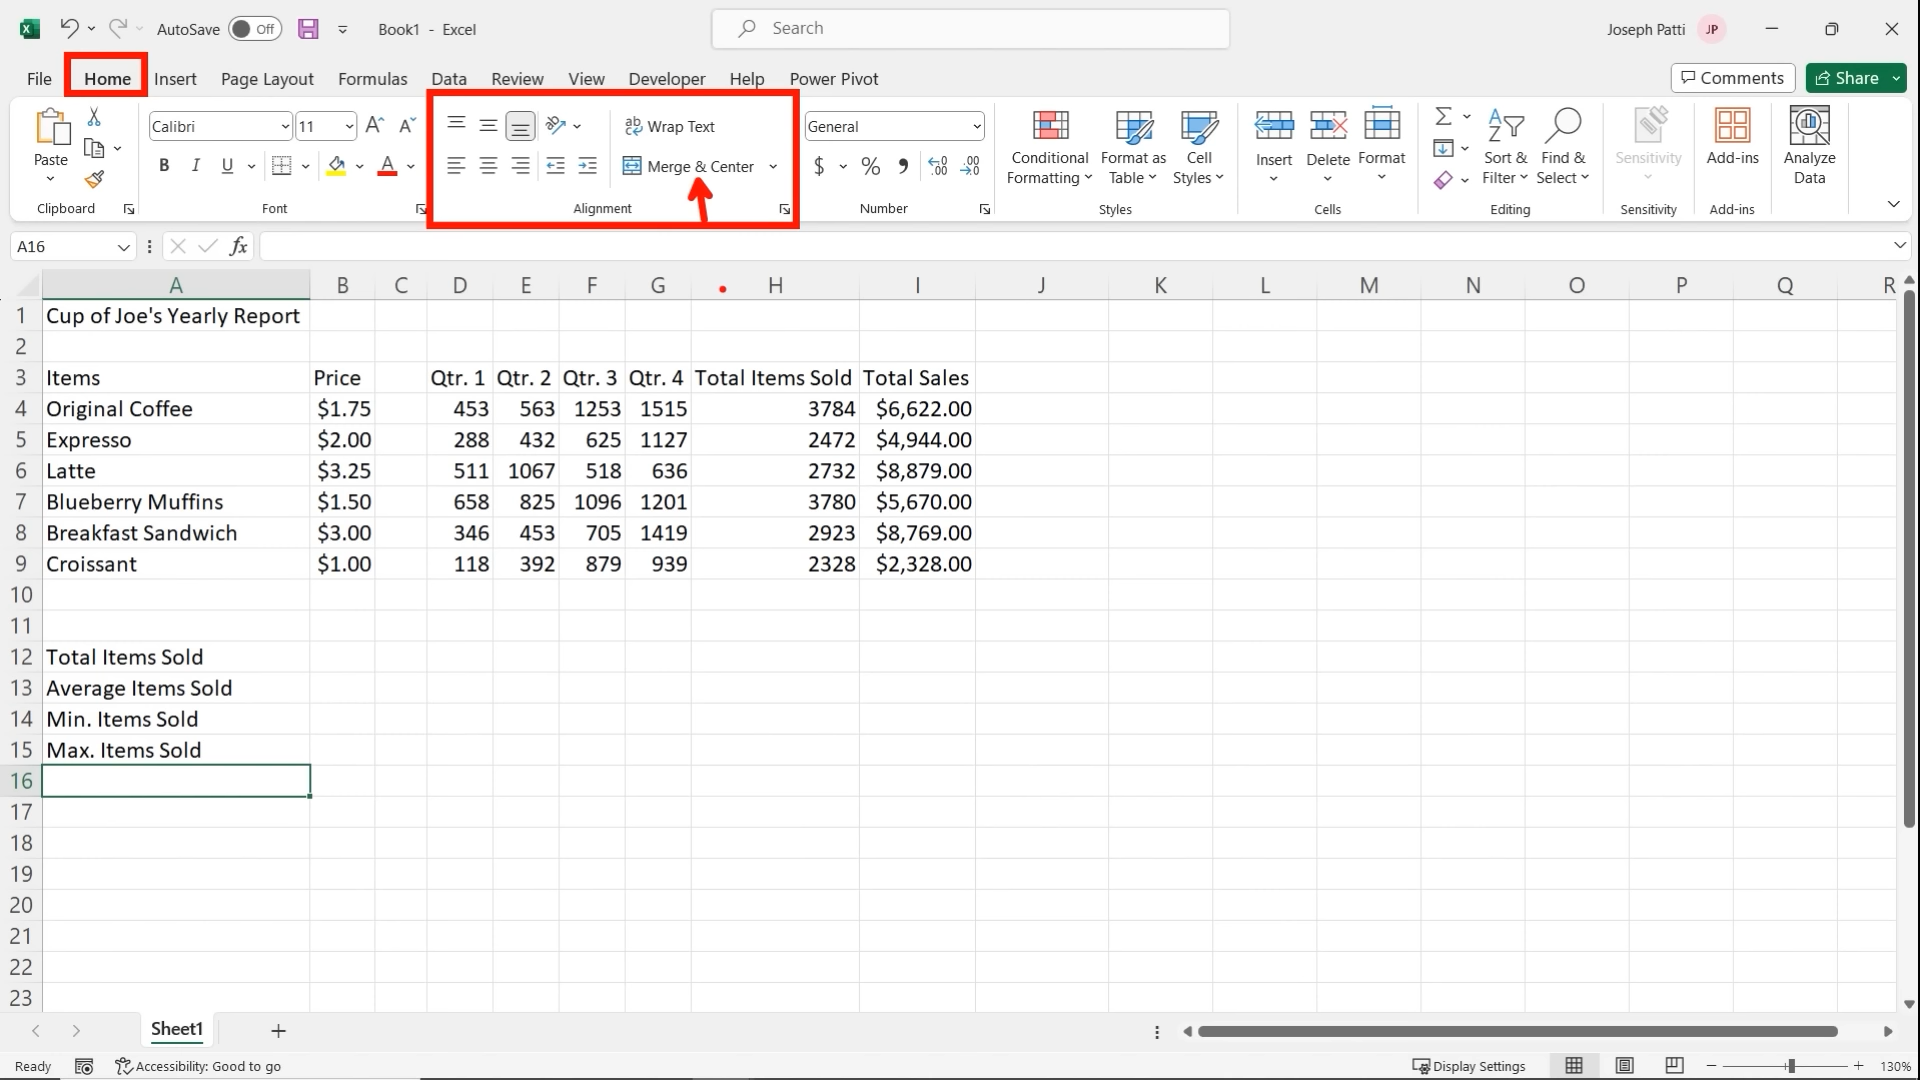 AutoSave Off Book1 - Excel Search Joseph Patti JP
File Home Insert Page Layout Formulas Data Review View Developer Help Power Pivot Comments Share
Paste Calibri 11 Wrap Text General Conditional Formatting Format as Table Cell Styles Insert Delete Format Sort & Filter Find & Select Sensitivity Add-ins Analyze Data
B I U A Merge & Center $ %
Clipboard Font Alignment Number Styles Cells Editing Sensitivity Add-ins
A16 fx
A B C D E F G H I J K L M N O P Q R
1 Cup of Joe's Yearly Report
2
3 Items Price Qtr. 1 Qtr. 2 Qtr. 3 Qtr. 4 Total Items Sold Total Sales
4 Original Coffee $1.75 453 563 1253 1515 3784 $6,622.00
5 Expresso $2.00 288 432 625 1127 2472 $4,944.00
6 Latte $3.25 511 1067 518 636 2732 $8,879.00
7 Blueberry Muffins $1.50 658 825 1096 1201 3780 $5,670.00
8 Breakfast Sandwich $3.00 346 453 705 1419 2923 $8,769.00
9 Croissant $1.00 118 392 879 939 2328 $2,328.00
10
11
12 Total Items Sold
13 Average Items Sold
14 Min. Items Sold
15 Max. Items Sold
16
17
18
19
20
21
22
23
Sheet1
Ready Accessibility: Good to go Display Settings 130%